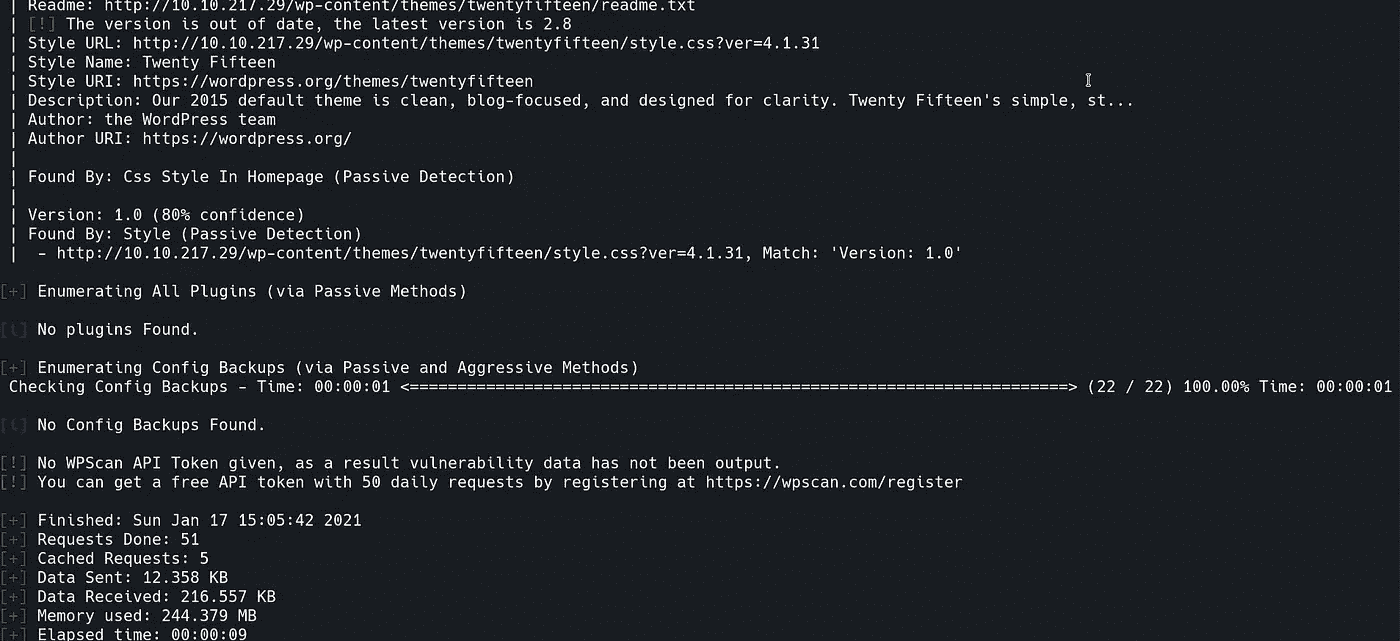 | Readme: http://10.10.217.29/wp-content/themes/twentyfifteen/readme.txt
| [!] The version is out of date, the latest version is 2.8
| Style URL: http://10.10.217.29/wp-content/themes/twentyfifteen/style.css?ver=4.1.31
| Style Name: Twenty Fifteen
| Style URI: https://wordpress.org/themes/twentyfifteen
| Description: Our 2015 default theme is clean, blog-focused, and designed for clarity. Twenty Fifteen's simple, st...
| Author: the WordPress team
| Author URI: https://wordpress.org/
|
| Found By: Css Style In Homepage (Passive Detection)
|
| Version: 1.0 (80% confidence)
| Found By: Style (Passive Detection)
|  - http://10.10.217.29/wp-content/themes/twentyfifteen/style.css?ver=4.1.31, Match: 'Version: 1.0'
[+] Enumerating All Plugins (via Passive Methods)
[i] No plugins Found.
[+] Enumerating Config Backups (via Passive and Aggressive Methods)
Checking Config Backups - Time: 00:00:01 <=====================================================================> (22 / 22) 100.00% Time: 00:00:01
[i] No Config Backups Found.
[!] No WPScan API Token given, as a result vulnerability data has not been output.
[!] You can get a free API token with 50 daily requests by registering at https://wpscan.com/register
[+] Finished: Sun Jan 17 15:05:42 2021
[+] Requests Done: 51
[+] Cached Requests: 5
[+] Data Sent: 12.358 KB
[+] Data Received: 216.557 KB
[+] Memory used: 244.379 MB
[+] Elapsed time: 00:00:09